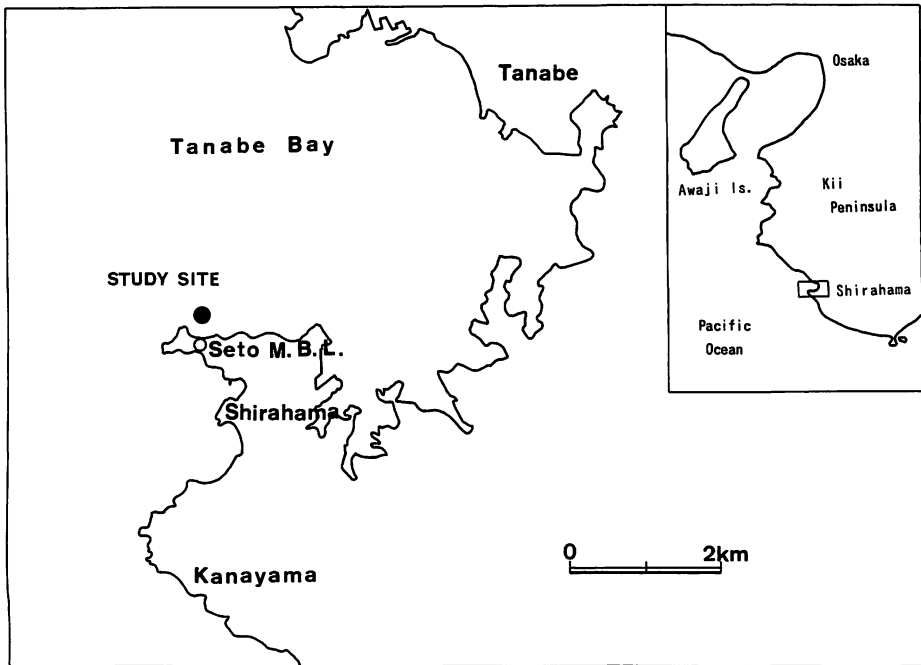 Tanabe
Tanabe Bay
STUDY SITE
Seto M.B.L.
Shirahama
Kanayama
0 2km
Osaka
Awaji Is.
Kii
Peninsula
Shirahama
Pacific
Ocean